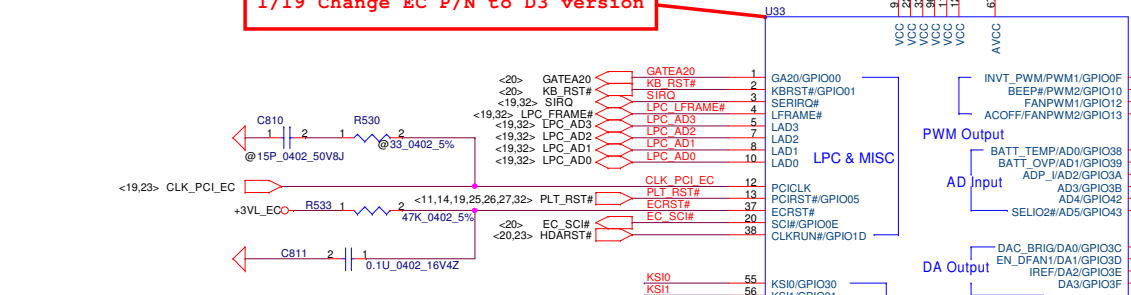 1/19 Change EC P/N to D3 version
U33
VCC VCC VCC VCC VCC VCC AVCC
<20> GATEA20 GATEA20 1 GA20/GPIO00
<20> KB_RST# KB_RST# 2 KBRST#/GPIO01
<19,32> SIRQ SIRQ 3 SERIRQ#
<19,32> LPC_FRAME# LPC_LFRAME# 4 LFRAME#
<19,32> LPC_AD3 LPC_AD3 5 LAD3
<19,32> LPC_AD2 LPC_AD2 7 LAD2
<19,32> LPC_AD1 LPC_AD1 8 LAD1
<19,32> LPC_AD0 LPC_AD0 10 LAD0
LPC & MISC
C810 1 2 @15P_0402_50V8J
R530 1 2 @33_0402_5%
<19,23> CLK_PCI_EC CLK_PCI_EC 12 PCICLK
<11,14,19,25,26,27,32> PLT_RST# PLT_RST# 13 PCIRST#/GPIO05
+3VL_EC R533 1 2 47K_0402_5% ECRST# 37 ECRST#
<20> EC_SCI# EC_SCI# 20 SCI#/GPIO0E
<20,23> HDARST# 38 CLKRUN#/GPIO1D
C811 2 1 0.1U_0402_16V4Z
KSI0 55 KSI0/GPIO30
KSI1 56
INVT_PWM/PWM1/GPIO0F
BEEP#/PWM2/GPIO10
FANPWM1/GPIO12
ACOFF/FANPWM2/GPIO13
PWM Output
BATT_TEMP/AD0/GPIO38
BATT_OVP/AD1/GPIO39
ADP_I/AD2/GPIO3A
AD Input
AD3/GPIO3B
AD4/GPIO42
SELIO2#/AD5/GPIO43
DAC_BRIG/DA0/GPIO3C
EN_DFAN1/DA1/GPIO3D
DA Output
IREF/DA2/GPIO3E
DA3/GPIO3F